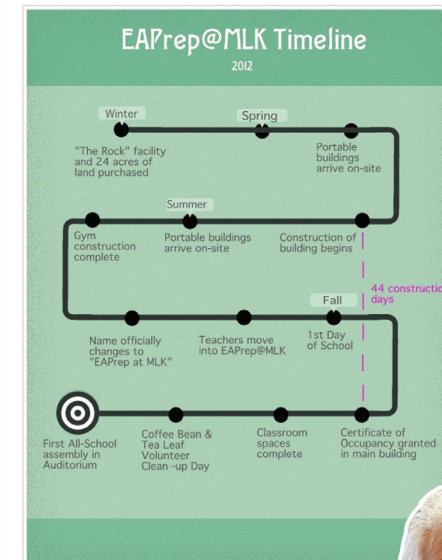 EAPrep@MLK Timeline
2012
Winter
Spring
"The Rock" facility
and 24 acres of
land purchased
Portable
buildings
arrive on-site
Summer
Gym
construction
complete
Portable buildings
arrive on-site
Construction of
building begins
44
days
Fall
Name officially
changes to
"EAPrep at MLK"
Teachers move
into EAPrep@MLK
1st Day
of School
First All-School
assembly in
Auditorium
Coffee Bean &
Tea Leaf
Volunteer
Clean -up Day
Classroom
spaces
complete
Certificate of
Occupancy granted
in main building